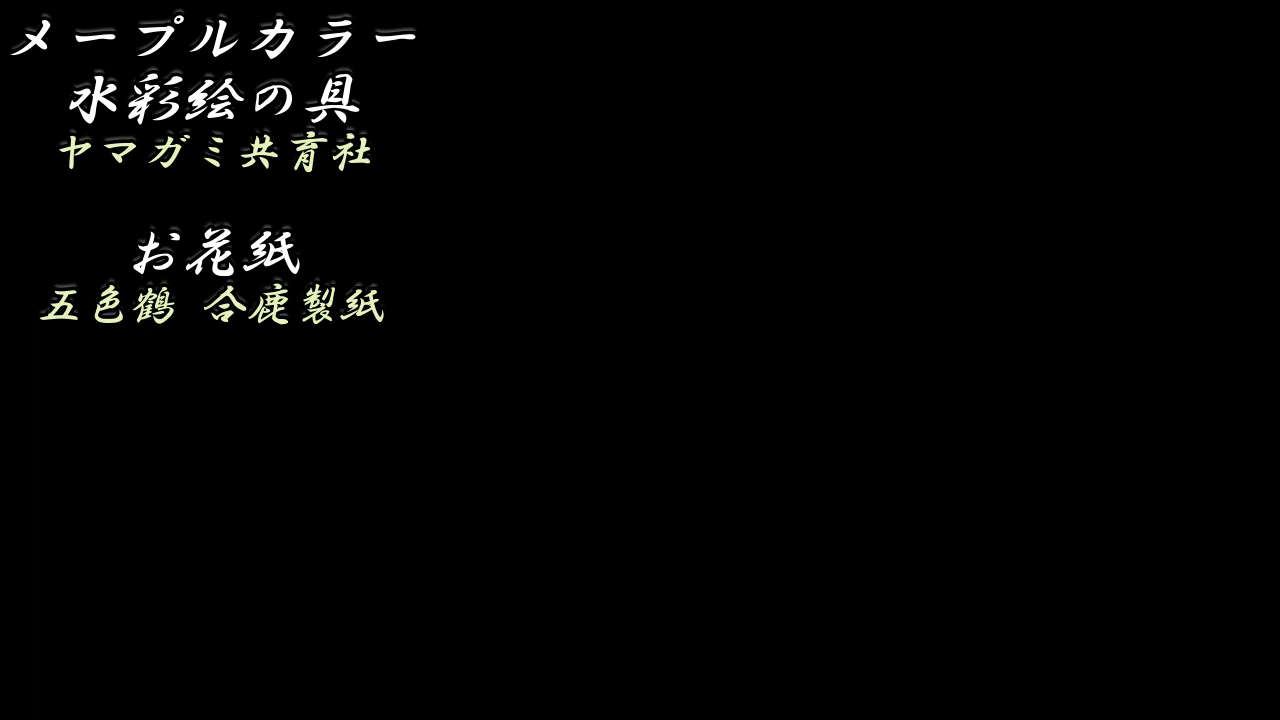 メープルカラー
水彩絵の具
ヤマガミ共育社
お花紙
五色鶴 合鹿製紙